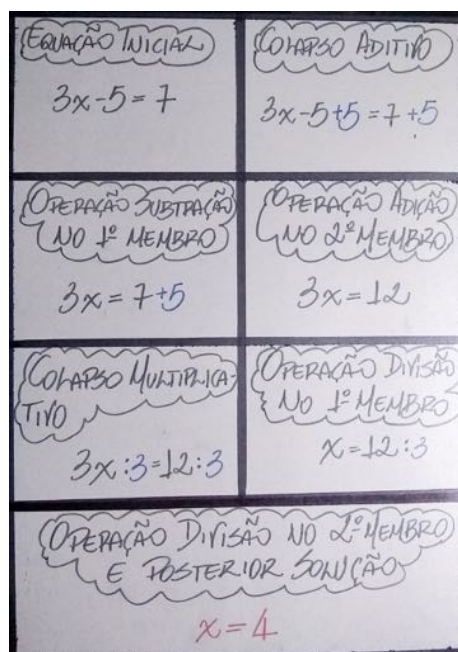 EQUAÇÃO INICIAL
3x-5=7
COLAPSO ADITIVO
3x-5+5=7+5
OPERAÇÃO SUBTRAÇÃO
NO 1º MEMBRO
3x=7+5
OPERAÇÃO ADIÇÃO
NO 2º MEMBRO
3x=12
COLAPSO MULTIPLICA-
TIVO
3x:3=12:3
OPERAÇÃO DIVISÃO
NO 1º MEMBRO
x=12:3
OPERAÇÃO DIVISÃO NO 2º MEMBRO
E POSTERIOR SOLUÇÃO
x=4